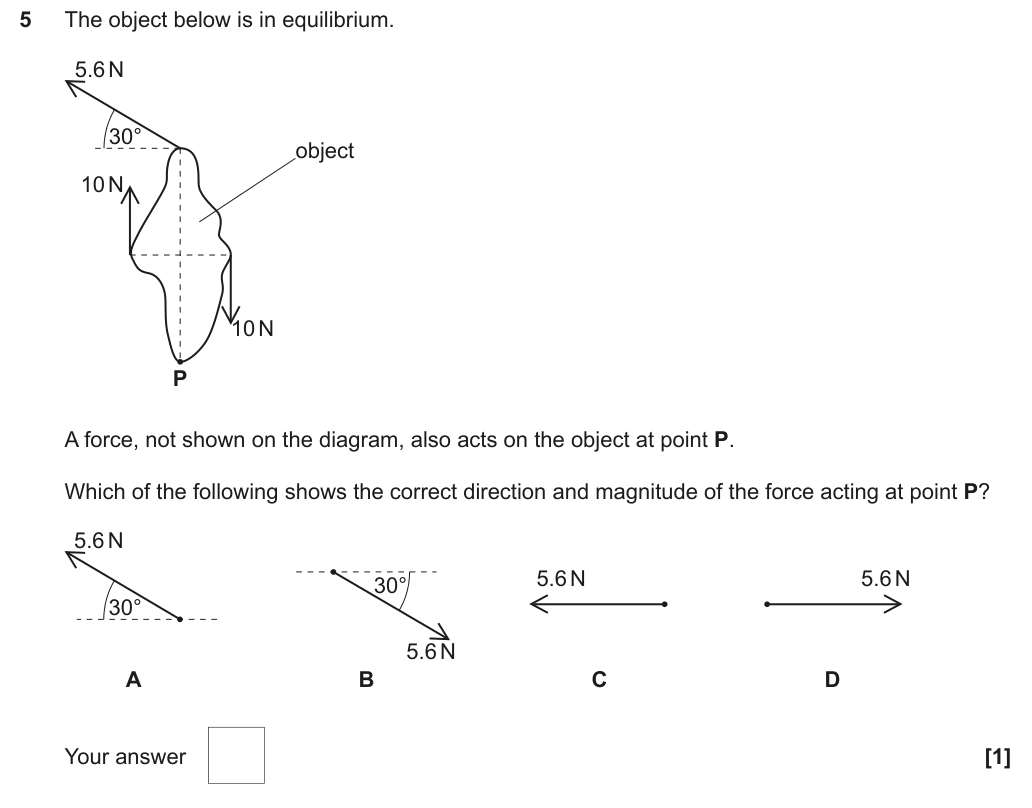 5 The object below is in equilibrium.
5.6 N
30°
object
10 N
10 N
P
A force, not shown on the diagram, also acts on the object at point P.
Which of the following shows the correct direction and magnitude of the force acting at point P?
5.6 N
30°
A
30°
5.6 N
B
5.6 N
C
5.6 N
D
Your answer
[1]